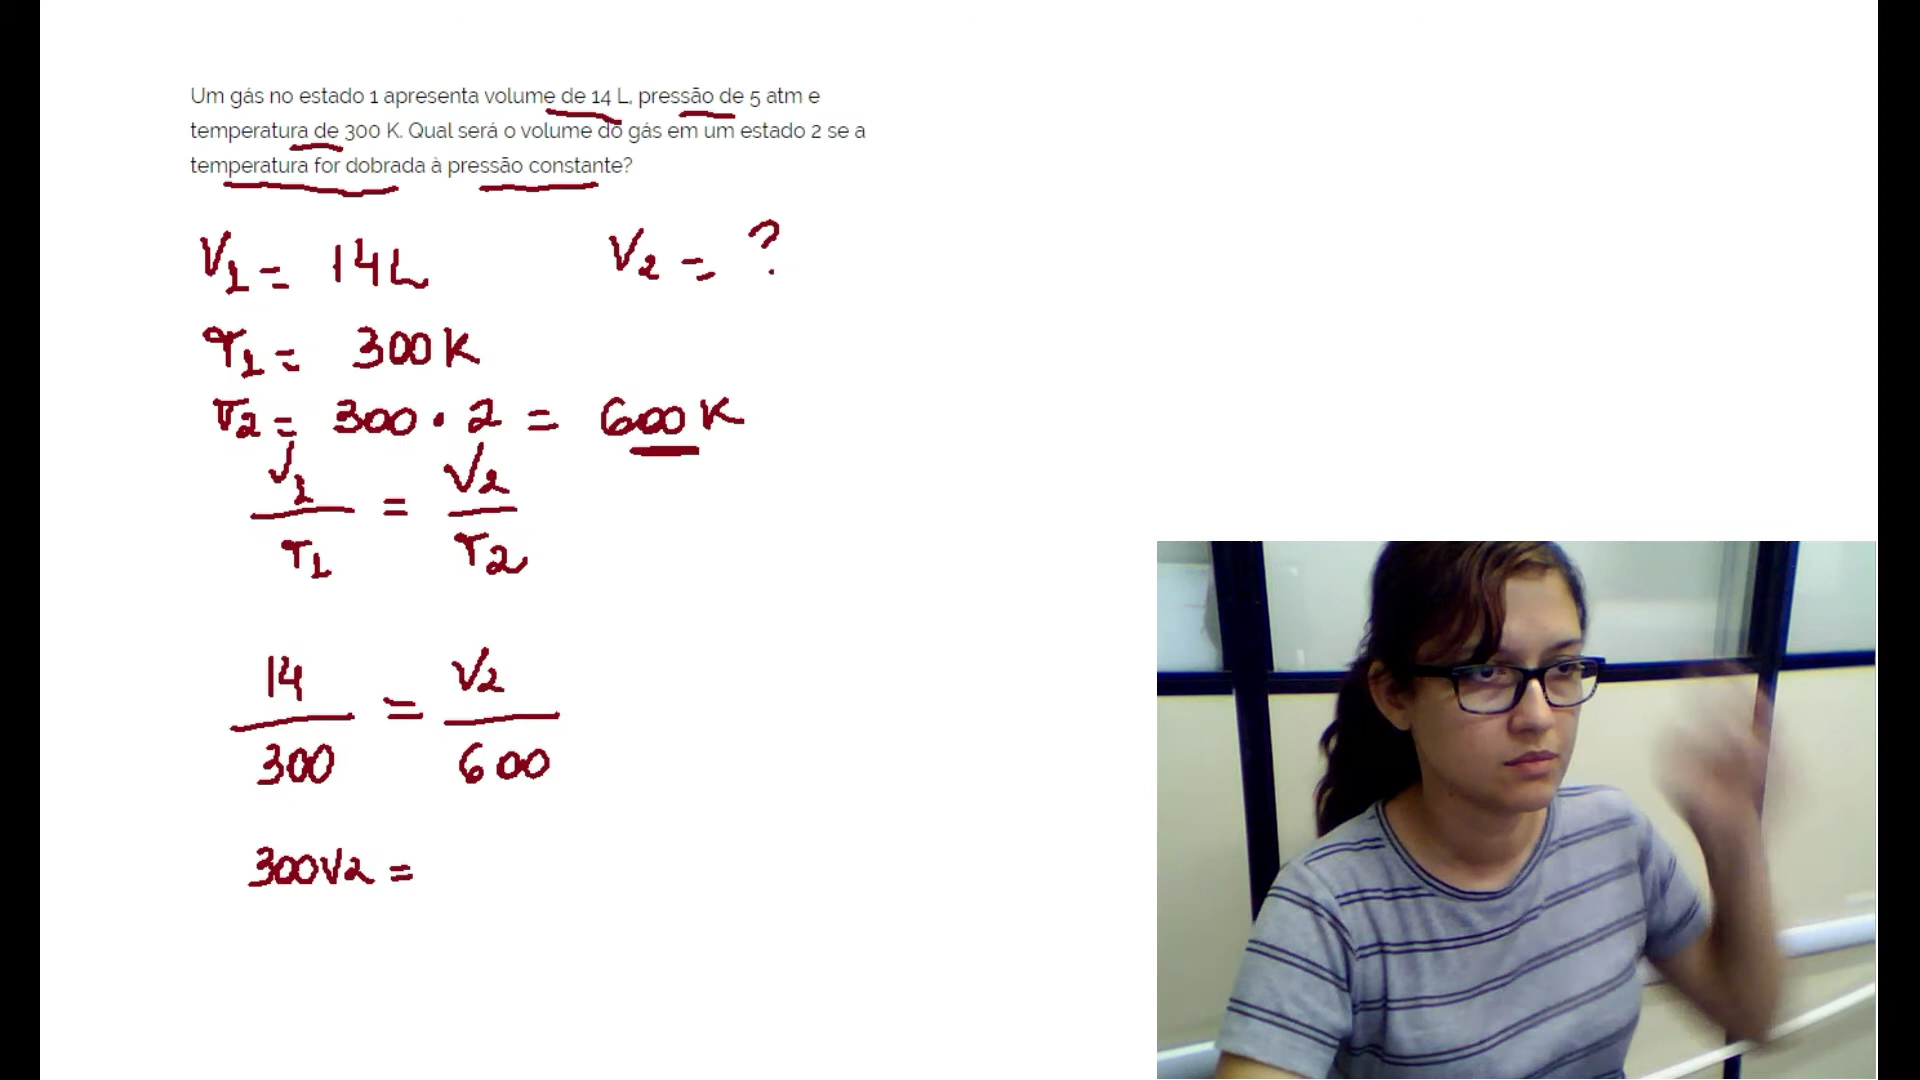 Um gás no estado 1 apresenta volume de 14 L, pressão de 5 atm e
temperatura de 300 K. Qual será o volume do gás em um estado 2 se a
temperatura for dobrada à pressão constante?
V1 = 14L V2 = ?
T1 = 300K
T2 = 300 · 2 = 600 K
V1 = V2
T1 T2
14 = V2
300 600
300V2 =